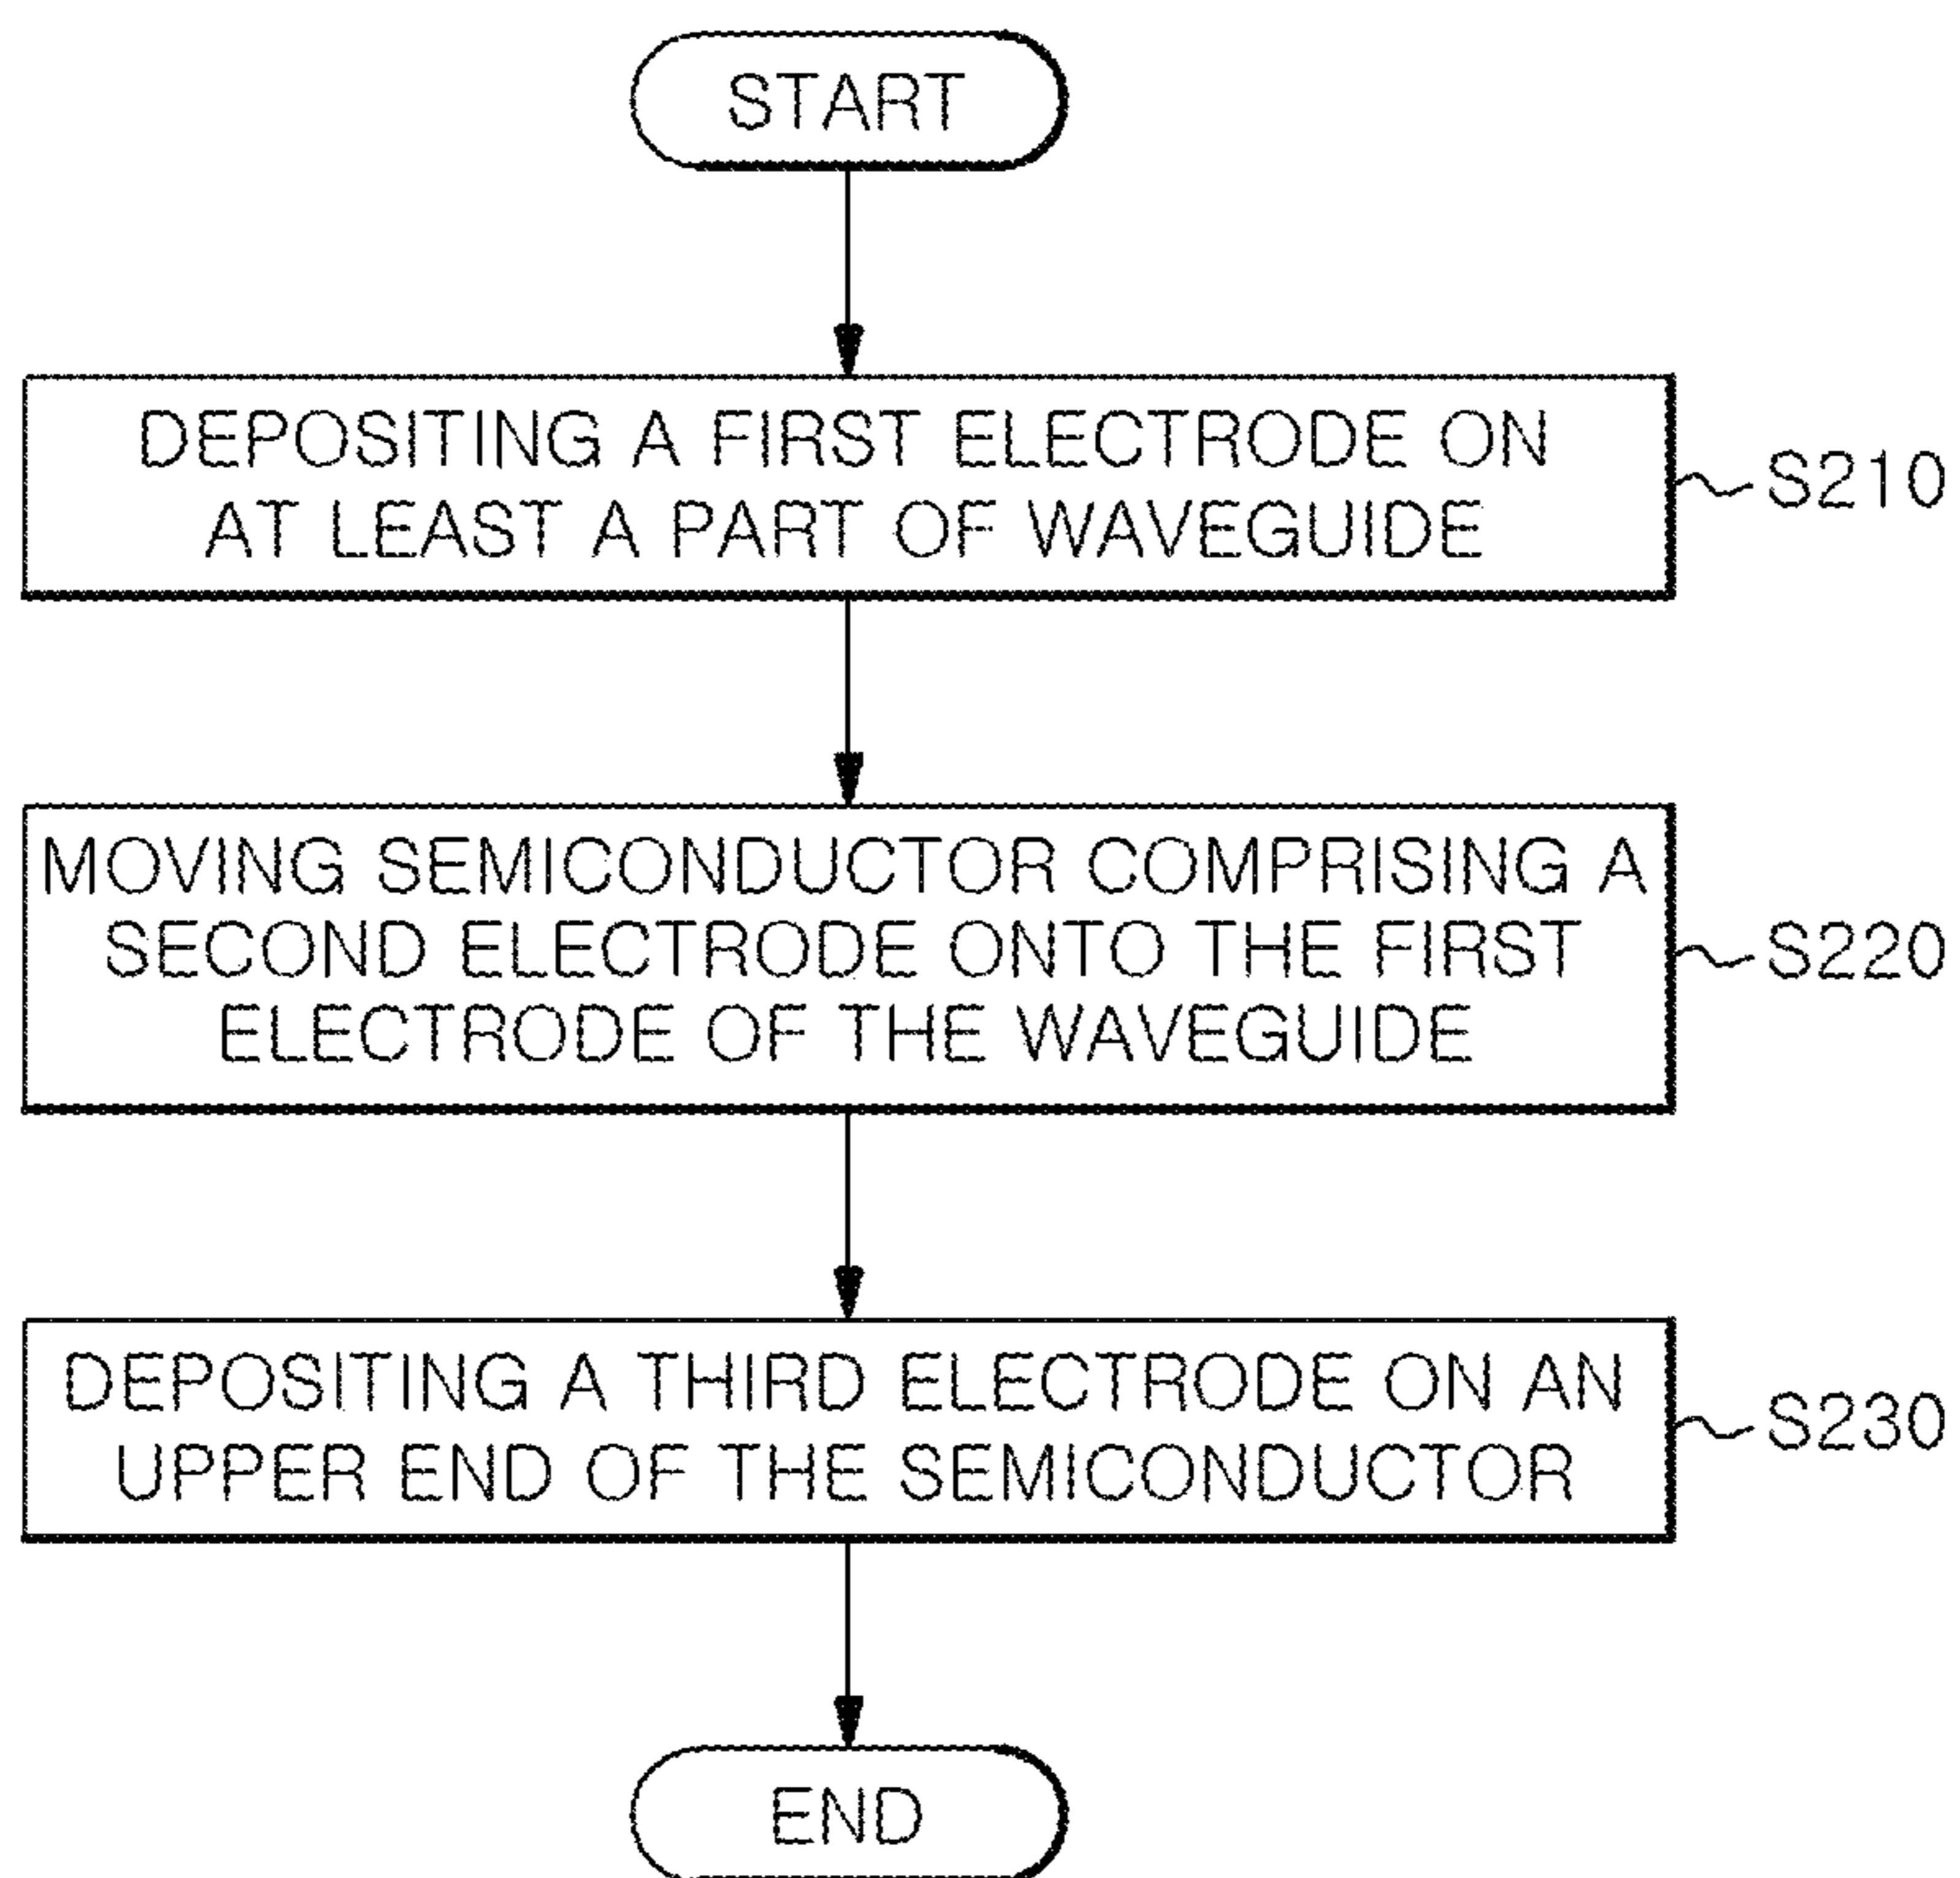 START
DEPOSITING A FIRST ELECTRODE ON
AT LEAST A PART OF WAVEGUIDE
S210
MOVING SEMICONDUCTOR COMPRISING A
SECOND ELECTRODE ONTO THE FIRST
ELECTRODE OF THE WAVEGUIDE
S220
DEPOSITING A THIRD ELECTRODE ON AN
UPPER END OF THE SEMICONDUCTOR
S230
END